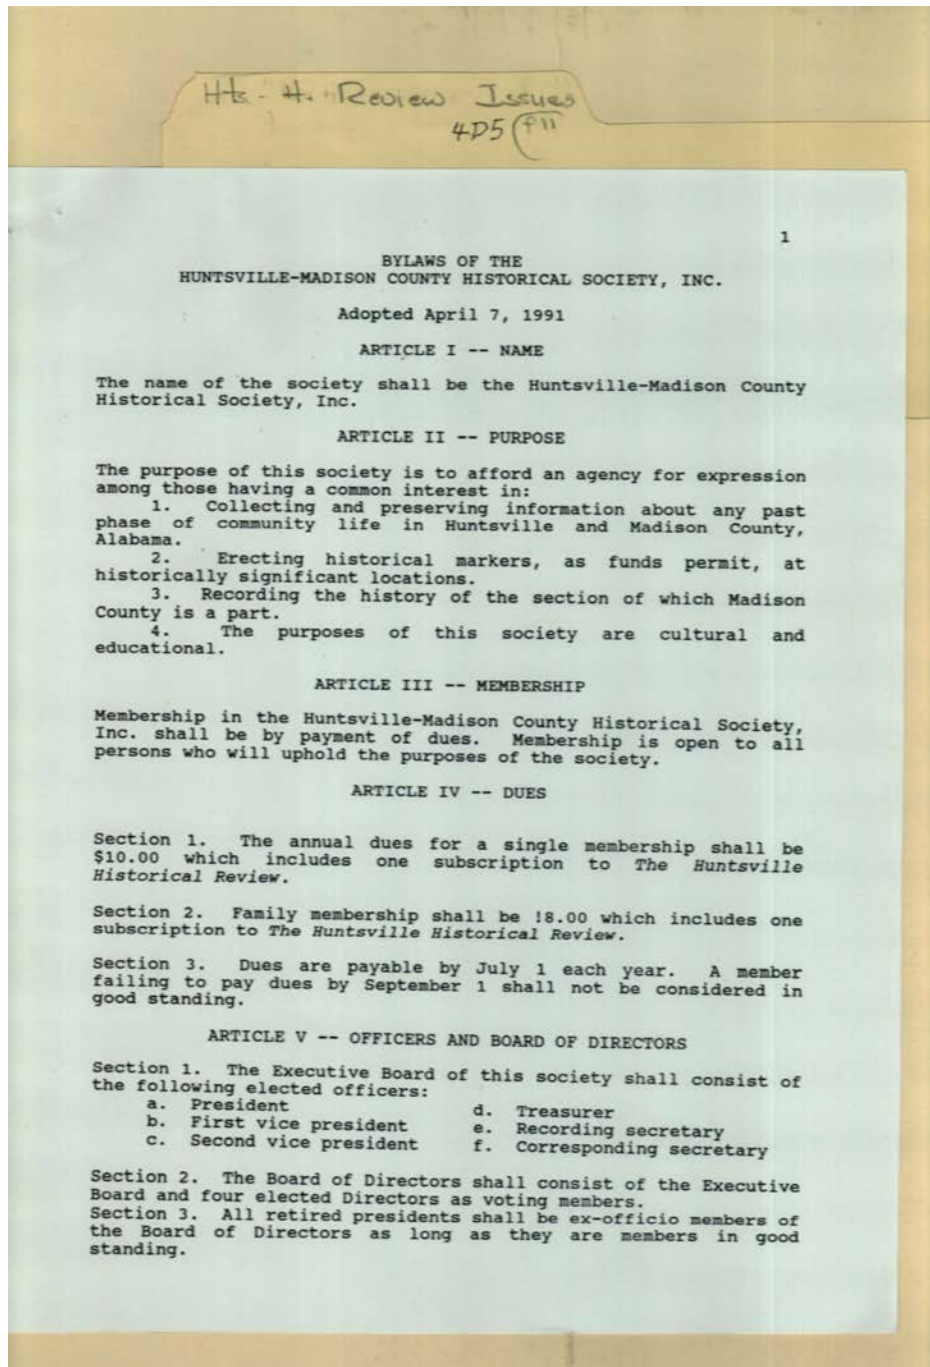 Hts. H. Review Issues
4D5 f11
1
BYLAWS OF THE
HUNTSVILLE-MADISON COUNTY HISTORICAL SOCIETY, INC.
Adopted April 7, 1991
ARTICLE I -- NAME
The name of the society shall be the Huntsville-Madison County
Historical Society, Inc.
ARTICLE II -- PURPOSE
The purpose of this society is to afford an agency for expression
among those having a common interest in:
1. Collecting and preserving information about any past
phase of community life in Huntsville and Madison County,
Alabama.
2. Erecting historical markers, as funds permit, at
historically significant locations.
3. Recording the history of the section of which Madison
County is a part.
4. The purposes of this society are cultural and
educational.
ARTICLE III -- MEMBERSHIP
Membership in the Huntsville-Madison County Historical Society,
Inc. shall be by payment of dues. Membership is open to all
persons who will uphold the purposes of the society.
ARTICLE IV -- DUES
Section 1. The annual dues for a single membership shall be
$10.00 which includes one subscription to The Huntsville
Historical Review.
Section 2. Family membership shall be !8.00 which includes one
subscription to The Huntsville Historical Review.
Section 3. Dues are payable by July 1 each year. A member
failing to pay dues by September 1 shall not be considered in
good standing.
ARTICLE V -- OFFICERS AND BOARD OF DIRECTORS
Section 1. The Executive Board of this society shall consist of
the following elected officers:
a. President d. Treasurer
b. First vice president e. Recording secretary
c. Second vice president f. Corresponding secretary
Section 2. The Board of Directors shall consist of the Executive
Board and four elected Directors as voting members.
Section 3. All retired presidents shall be ex-officio members of
the Board of Directors as long as they are members in good
standing.